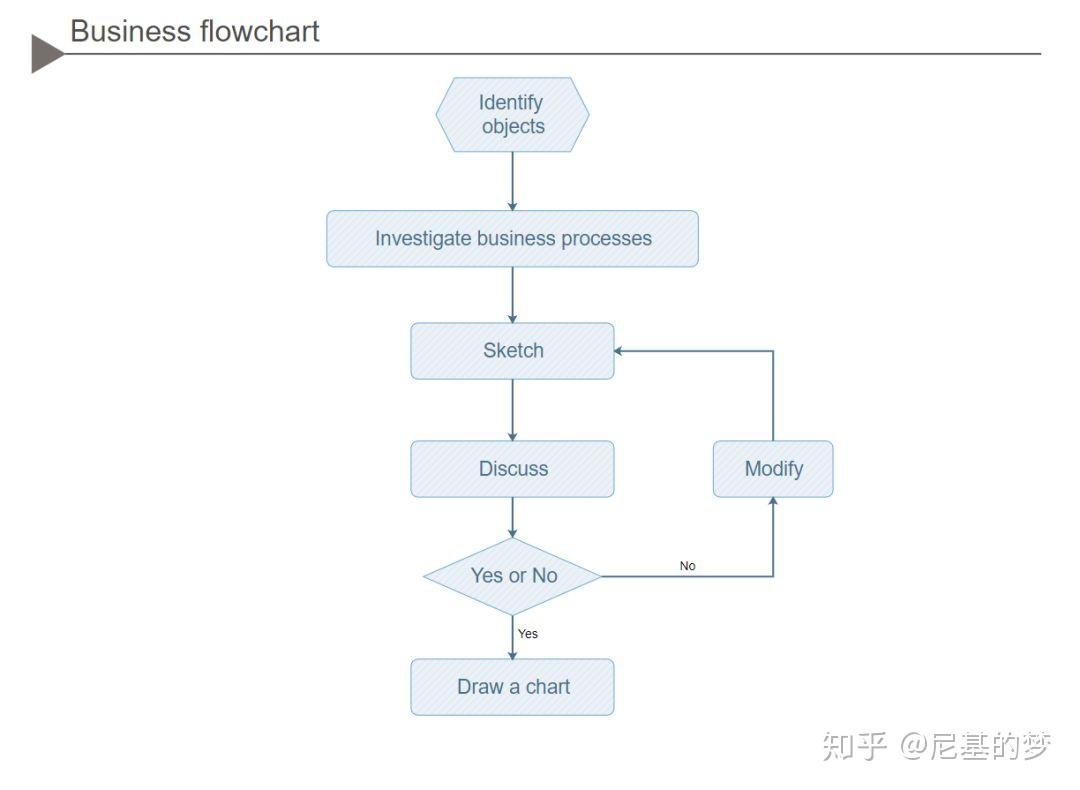 Business flowchart
Identify
objects
Investigate business processes
Sketch
Discuss
Modify
Yes or No
No
Yes
Draw a chart
知乎 @尼基的梦